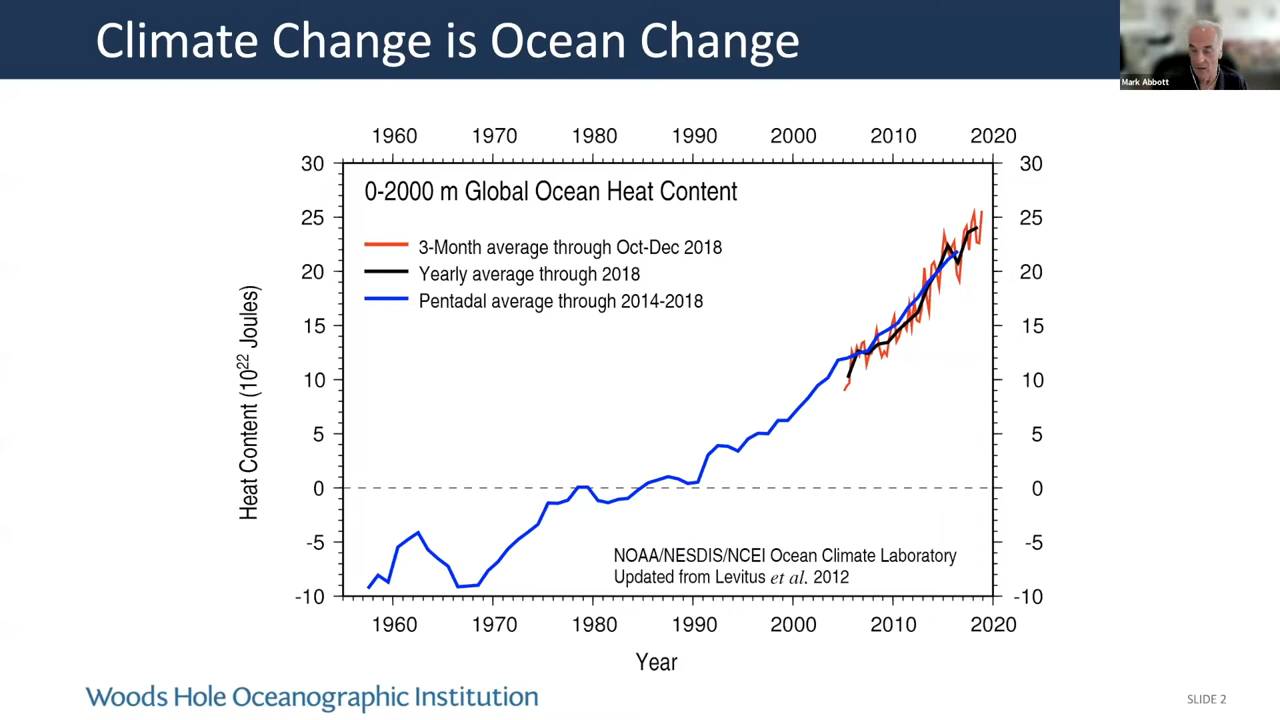 Climate Change is Ocean Change
Mark Abbott
1960 1970 1980 1990 2000 2010 2020
0-2000 m Global Ocean Heat Content
3-Month average through Oct-Dec 2018
Yearly average through 2018
Pentadal average through 2014-2018
30 30
25 25
20 20
15 15
10 10
5 5
0 0
-5 -5
-10 -10
Heat Content (10²² Joules)
NOAA/NESDIS/NCEI Ocean Climate Laboratory
Updated from Levitus et al. 2012
1960 1970 1980 1990 2000 2010 2020
Year
Woods Hole Oceanographic Institution
SLIDE 2